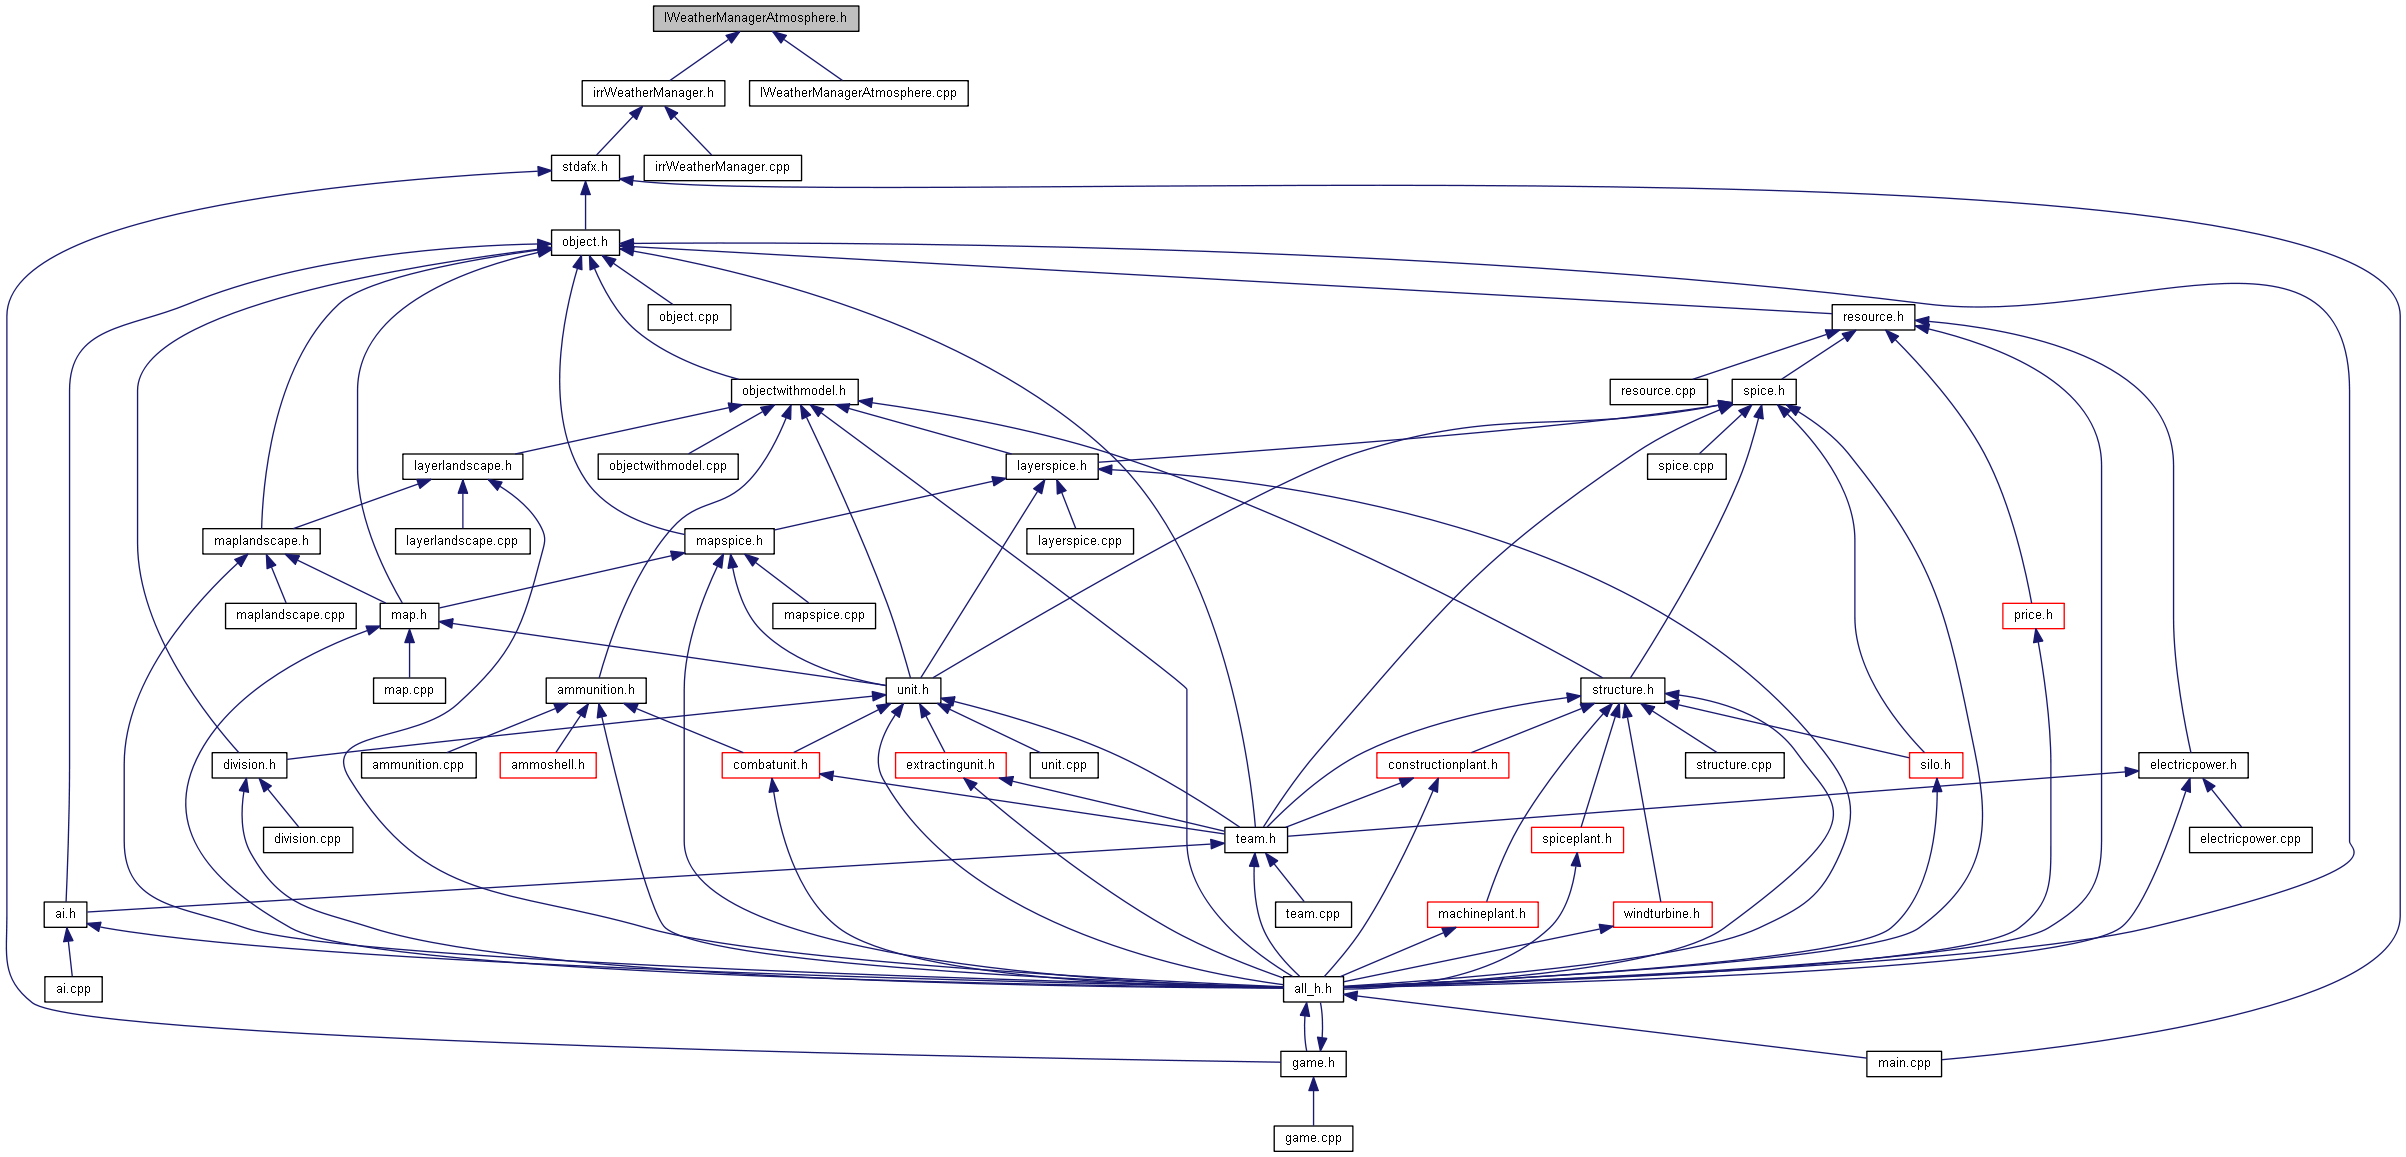 IWeatherManagerAtmosphere.h
irrWeatherManager.h
IWeatherManagerAtmosphere.cpp
stdafx.h
irrWeatherManager.cpp
object.h
object.cpp
resource.h
objectwithmodel.h
resource.cpp
spice.h
layerlandscape.h
objectwithmodel.cpp
layerspice.h
spice.cpp
maplandscape.h
layerlandscape.cpp
mapspice.h
layerspice.cpp
maplandscape.cpp
map.h
mapspice.cpp
price.h
map.cpp
ammunition.h
unit.h
structure.h
division.h
ammunition.cpp
ammoshell.h
combatunit.h
extractingunit.h
unit.cpp
constructionplant.h
structure.cpp
silo.h
electricpower.h
division.cpp
team.h
spiceplant.h
electricpower.cpp
ai.h
team.cpp
machineplant.h
windturbine.h
ai.cpp
all_h.h
game.h
main.cpp
game.cpp